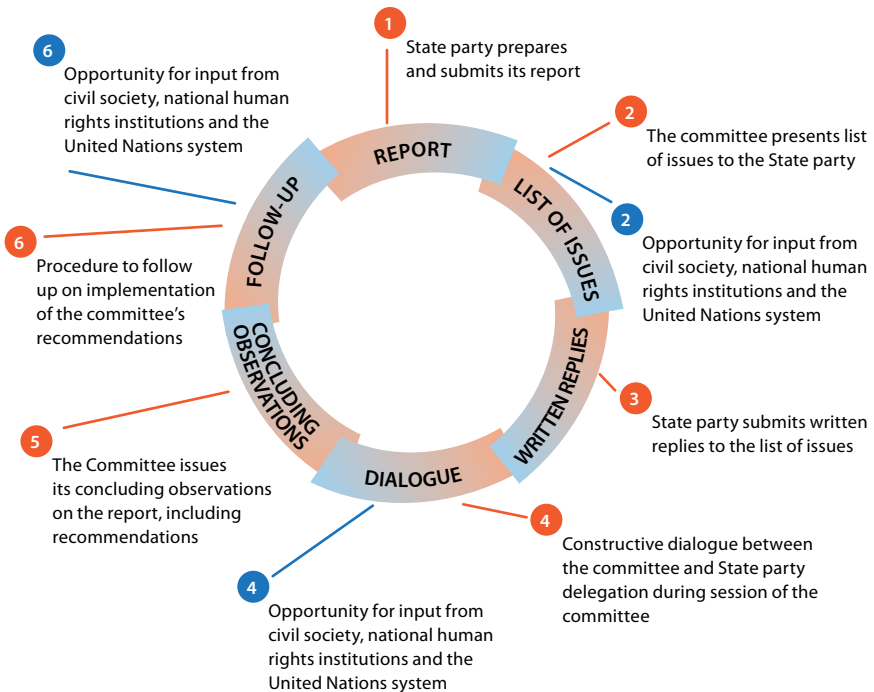 1
State party prepares
and submits its report
6
Opportunity for input from
civil society, national human
rights institutions and the
United Nations system
REPORT
2
The committee presents list
of issues to the State party
LIST OF ISSUES
2
Opportunity for input from
civil society, national human
rights institutions and the
United Nations system
FOLLOW-UP
6
Procedure to follow
up on implementation
of the committee's
recommendations
WRITTEN REPLIES
3
State party submits written
replies to the list of issues
CONCLUDING
OBSERVATIONS
5
The Committee issues
its concluding observations
on the report, including
recommendations
DIALOGUE
4
Constructive dialogue between
the committee and State party
delegation during session of the
committee
4
Opportunity for input from
civil society, national human
rights institutions and the
United Nations system